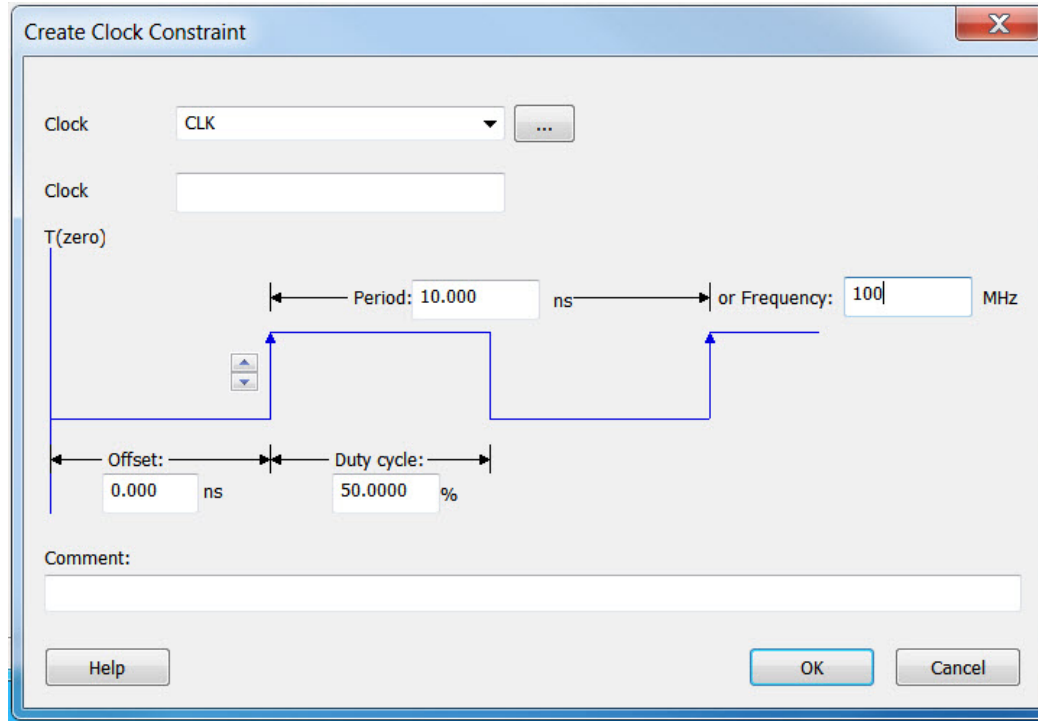 Create Clock Constraint
X
Clock CLK ...
Clock
T(zero)
Period: 10.000 ns or Frequency: 100 MHz
Offset: Duty cycle:
0.000 ns 50.0000 %
Comment:
Help OK Cancel